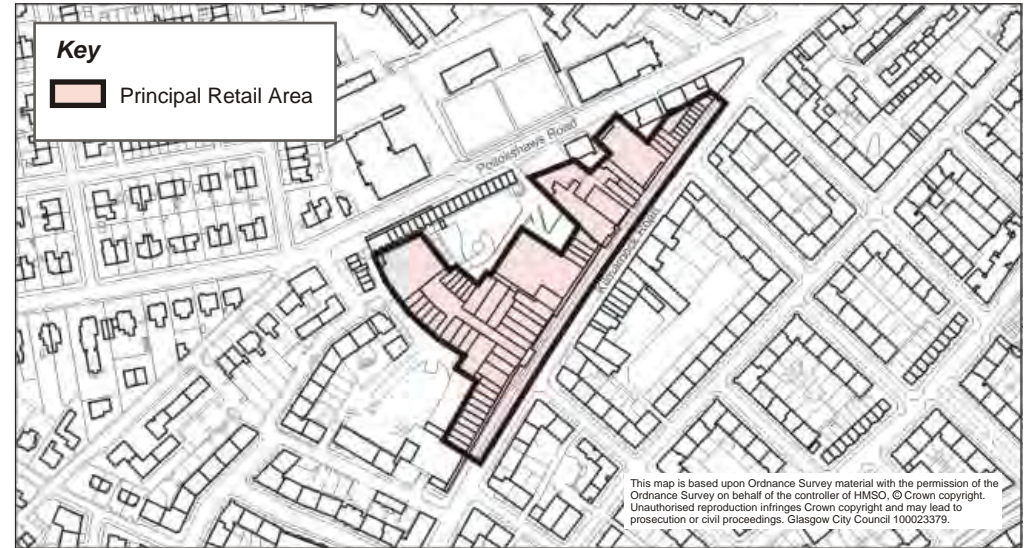 Key
Principal Retail Area
Pollokshaws Road
Kilmarnock Road
This map is based upon Ordnance Survey material with the permission of the
Ordnance Survey on behalf of the controller of HMSO, © Crown copyright.
Unauthorised reproduction infringes Crown copyright and may lead to
prosecution or civil proceedings. Glasgow City Council 100023379.